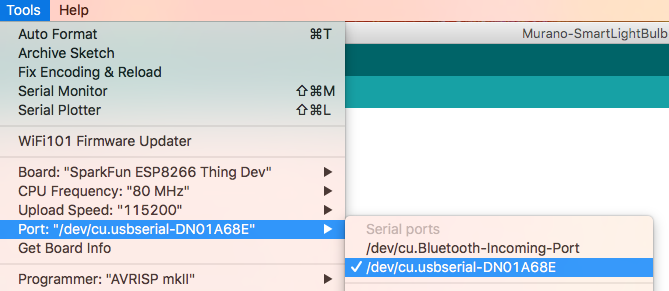 Tools Help
Murano-SmartLightBulb
Auto Format ⌘T
Archive Sketch
Fix Encoding & Reload
Serial Monitor ⇧⌘M
Serial Plotter ⇧⌘L
WiFi101 Firmware Updater
Board: "SparkFun ESP8266 Thing Dev"
CPU Frequency: "80 MHz"
Upload Speed: "115200"
Port: "/dev/cu.usbserial-DN01A68E"
Serial ports
Get Board Info
/dev/cu.Bluetooth-Incoming-Port
✓ /dev/cu.usbserial-DN01A68E
Programmer: "AVRISP mkII"